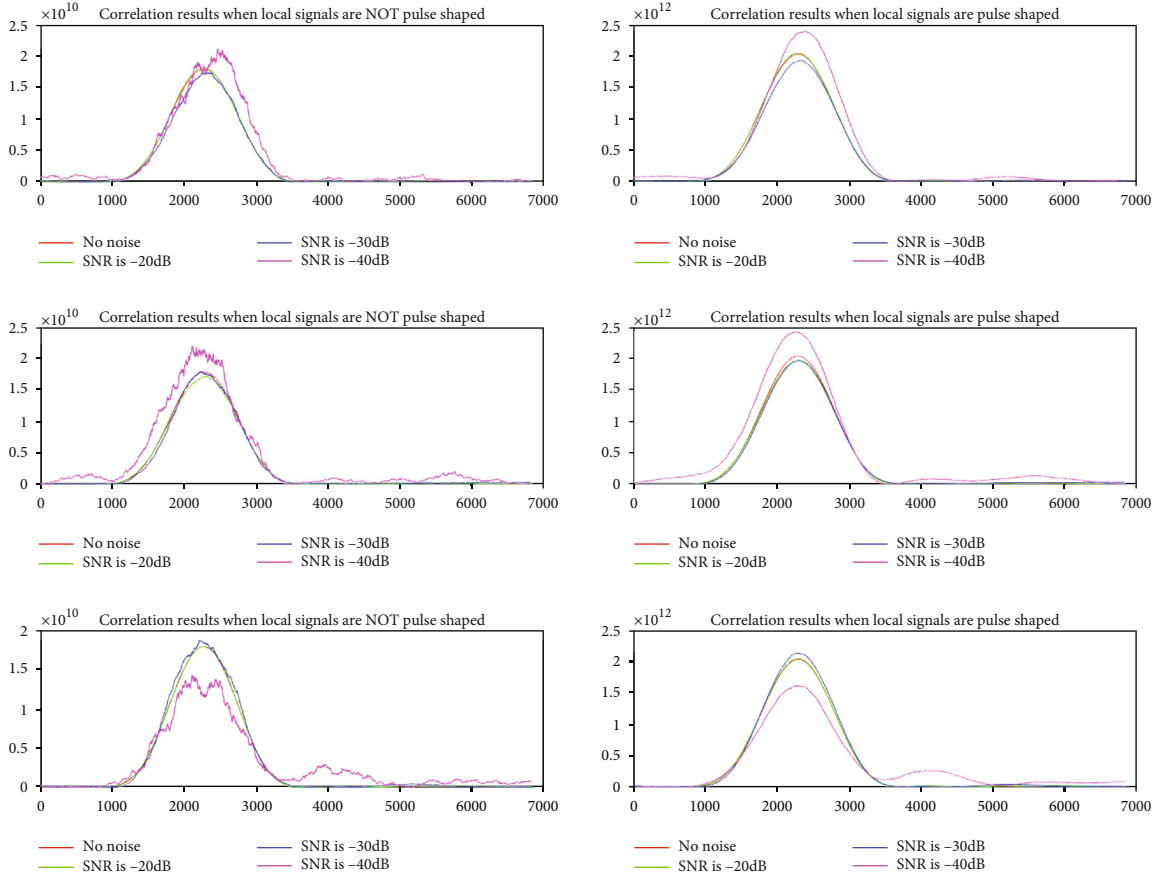 Correlation results when local signals are NOT pulse shaped
×10^10
2.5
2
1.5
1
0.5
0
0 1000 2000 3000 4000 5000 6000 7000
No noise
SNR is –20dB
SNR is –30dB
SNR is –40dB
Correlation results when local signals are pulse shaped
×10^12
2.5
2
1.5
1
0.5
0
0 1000 2000 3000 4000 5000 6000 7000
No noise
SNR is –20dB
SNR is –30dB
SNR is –40dB
Correlation results when local signals are NOT pulse shaped
×10^10
2.5
2
1.5
1
0.5
0
0 1000 2000 3000 4000 5000 6000 7000
No noise
SNR is –20dB
SNR is –30dB
SNR is –40dB
Correlation results when local signals are pulse shaped
×10^12
2.5
2
1.5
1
0.5
0
0 1000 2000 3000 4000 5000 6000 7000
No noise
SNR is –20dB
SNR is –30dB
SNR is –40dB
Correlation results when local signals are NOT pulse shaped
×10^10
2
1.5
1
0.5
0
0 1000 2000 3000 4000 5000 6000 7000
No noise
SNR is –20dB
SNR is –30dB
SNR is –40dB
Correlation results when local signals are pulse shaped
×10^12
2.5
2
1.5
1
0.5
0
0 1000 2000 3000 4000 5000 6000 7000
No noise
SNR is –20dB
SNR is –30dB
SNR is –40dB